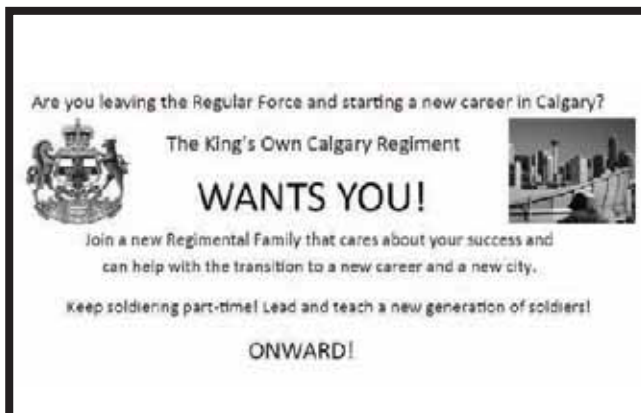 Are you leaving the Regular Force and starting a new career in Calgary?
The King's Own Calgary Regiment
WANTS YOU!
Join a new Regimental Family that cares about your success and
can help with the transition to a new career and a new city.
Keep soldiering part-time! Lead and teach a new generation of soldiers!
ONWARD!